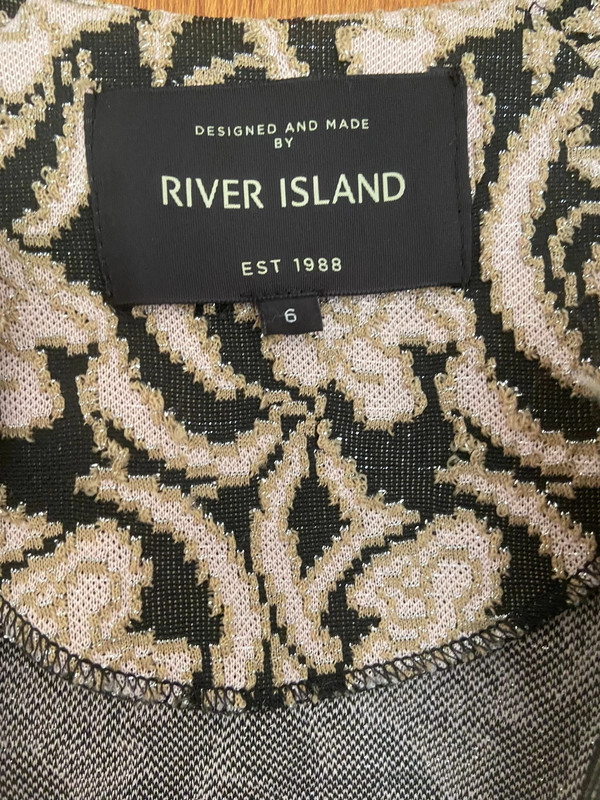 DESIGNED AND MADE
BY
RIVER ISLAND
EST 1988
6